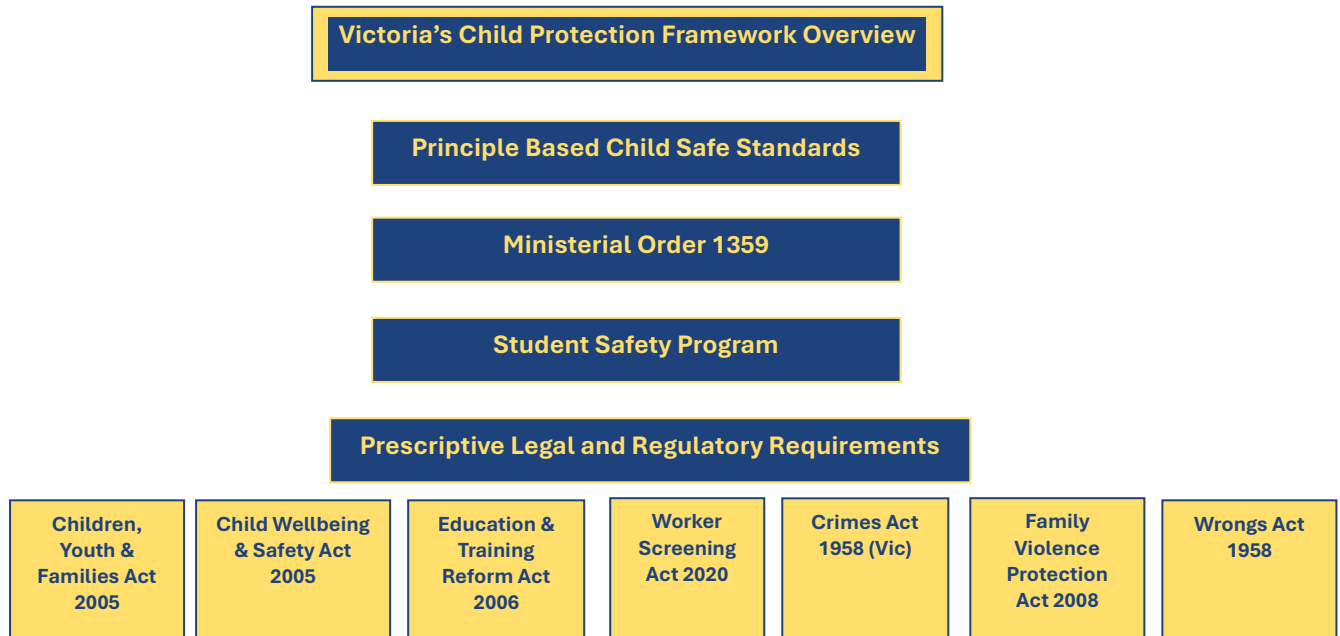 Victoria’s Child Protection Framework Overview
Principle Based Child Safe Standards
Ministerial Order 1359
Student Safety Program
Prescriptive Legal and Regulatory Requirements
Children,
Youth &
Families Act
2005
Child Wellbeing
& Safety Act
2005
Education &
Training
Reform Act
2006
Worker
Screening
Act 2020
Crimes Act
1958 (Vic)
Family
Violence
Protection
Act 2008
Wrongs Act
1958